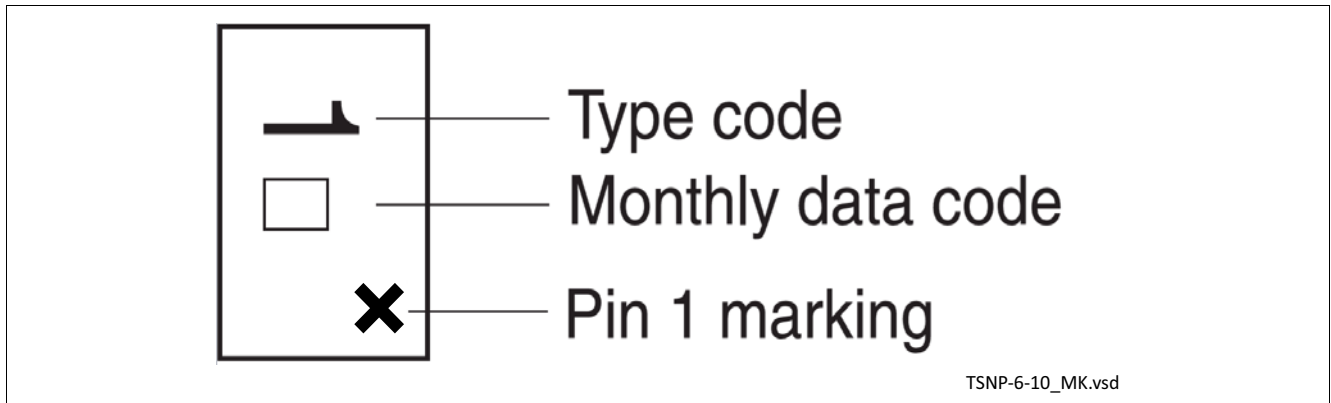 Type code
Monthly data code
Pin 1 marking
TSNP-6-10_MK.vsd